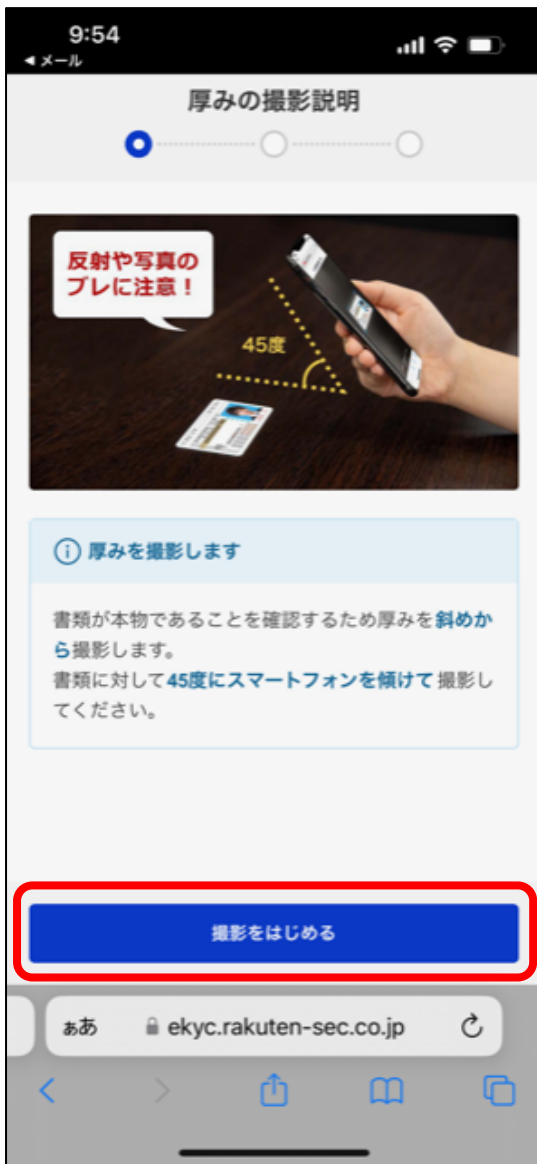 9:54
◀ メール
厚みの撮影説明
反射や写真の
ブレに注意！
45度
厚みを撮影します
書類が本物であることを確認するため厚みを斜めか
ら撮影します。
書類に対して45度にスマートフォンを傾けて撮影し
てください。
撮影をはじめる
ぁあ
ekyc.rakuten-sec.co.jp